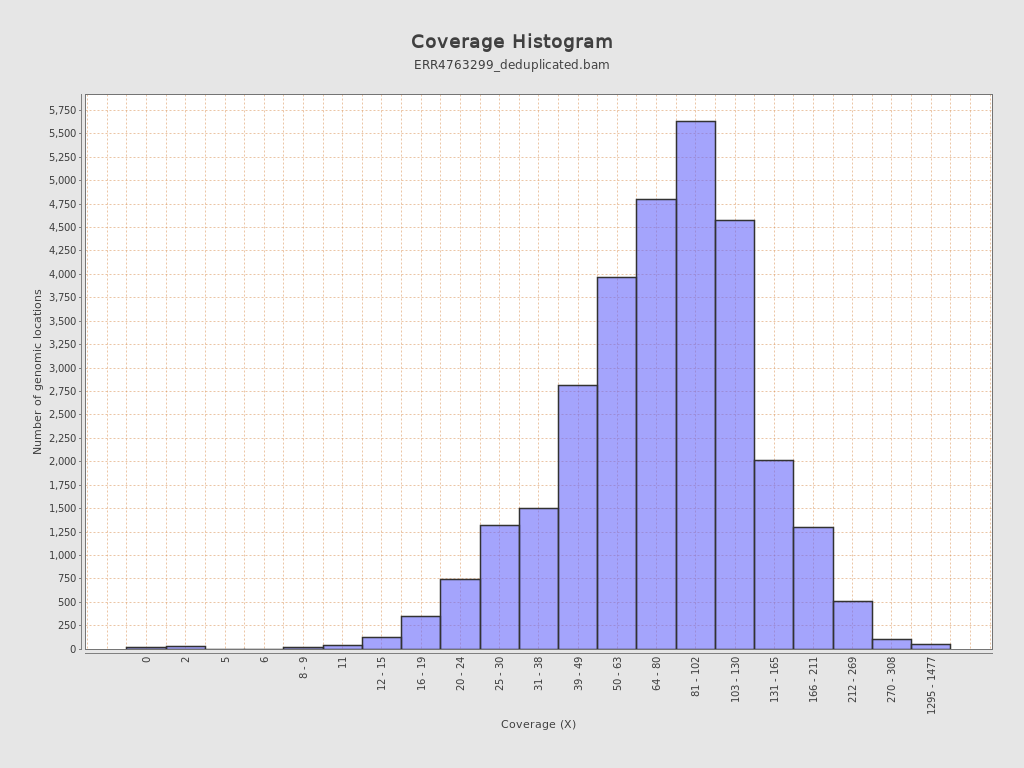 Coverage Histogram
ERR4763299_deduplicated.bam
Number of genomic locations
5,750
5,500
5,250
5,000
4,750
4,500
4,250
4,000
3,750
3,500
3,250
3,000
2,750
2,500
2,250
2,000
1,750
1,500
1,250
1,000
750
500
250
0
0
2
5
6
8 - 9
11
12 - 15
16 - 19
20 - 24
25 - 30
31 - 38
39 - 49
50 - 63
64 - 80
81 - 102
103 - 130
131 - 165
166 - 211
212 - 269
270 - 308
1295 - 1477
Coverage (X)